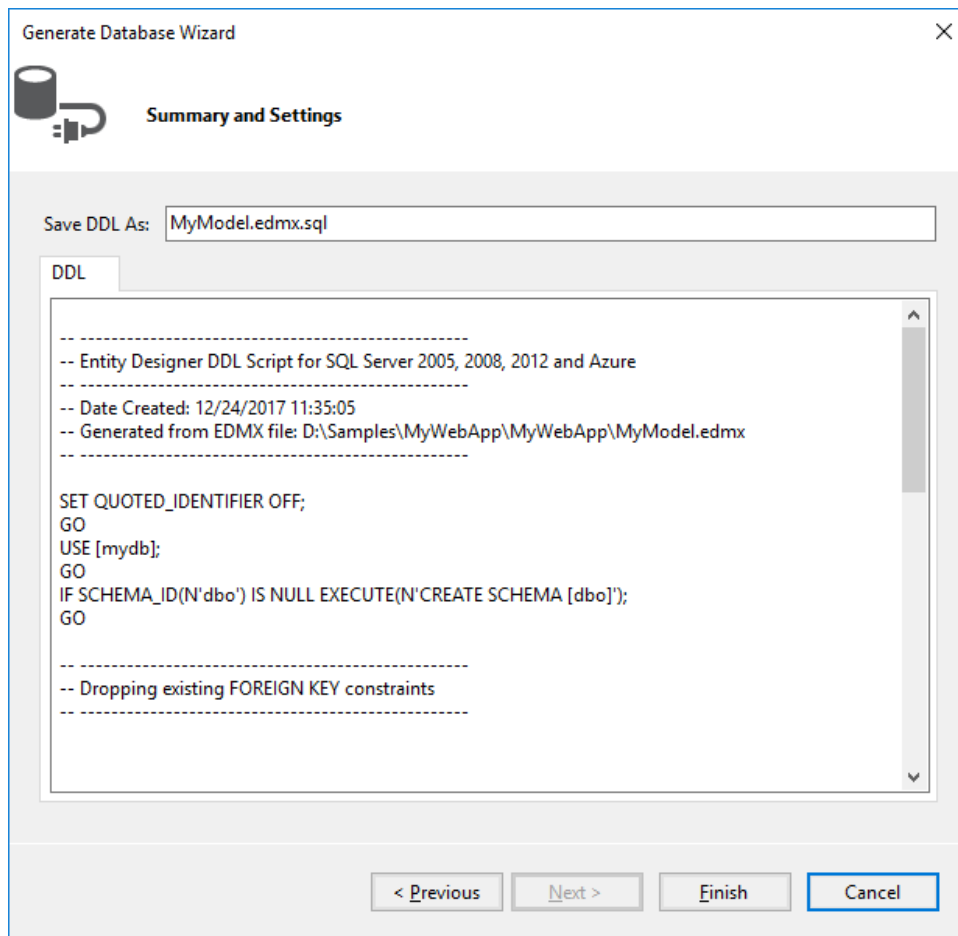 Generate Database Wizard
Summary and Settings
Save DDL As: MyModel.edmx.sql
DDL
-- --------------------------------------------------
-- Entity Designer DDL Script for SQL Server 2005, 2008, 2012 and Azure
-- --------------------------------------------------
-- Date Created: 12/24/2017 11:35:05
-- Generated from EDMX file: D:\Samples\MyWebApp\MyWebApp\MyModel.edmx
-- --------------------------------------------------
SET QUOTED_IDENTIFIER OFF;
GO
USE [mydb];
GO
IF SCHEMA_ID(N'dbo') IS NULL EXECUTE(N'CREATE SCHEMA [dbo]');
GO
-- --------------------------------------------------
-- Dropping existing FOREIGN KEY constraints
-- --------------------------------------------------
< Previous Next > Finish Cancel